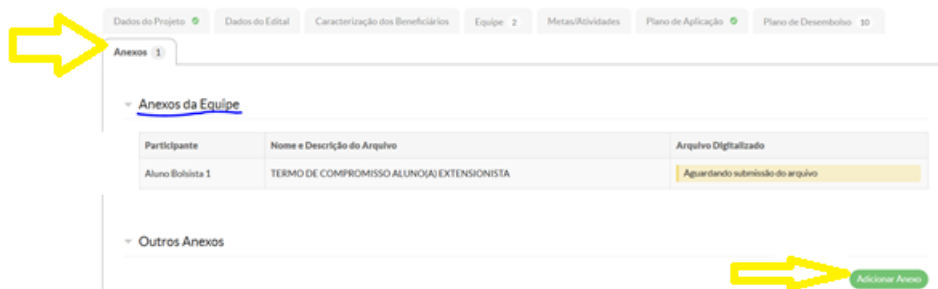 Dados do Projeto Dados do Edital Caracterização dos Beneficiários Equipe 2 Metas/Atividades Plano de Aplicação Plano de Desembolso 10
Anexos 1
Anexos da Equipe
Participante Nome e Descrição do Arquivo Arquivo Digitalizado
Aluno Bolsista 1 TERMO DE COMPROMISSO ALUNO(A) EXTENSIONISTA Aguardando submissão do arquivo
Outros Anexos
Adicionar Anexo